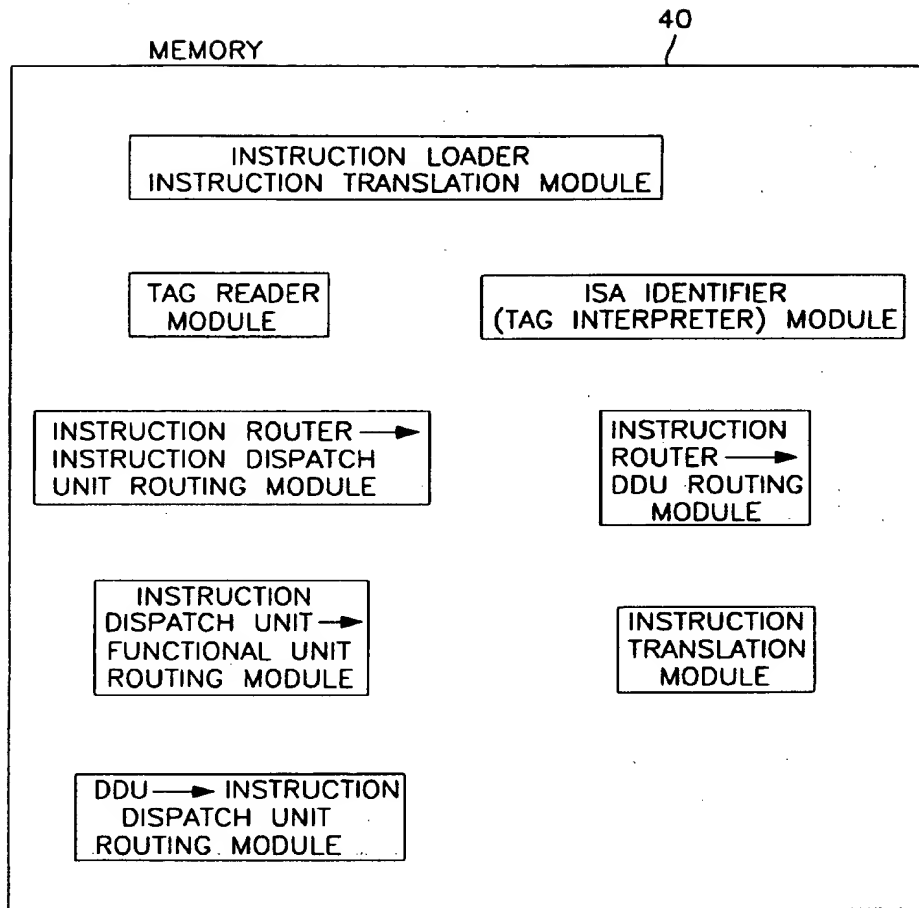 40
MEMORY
INSTRUCTION LOADER
INSTRUCTION TRANSLATION MODULE
TAG READER
MODULE
ISA IDENTIFIER
(TAG INTERPRETER) MODULE
INSTRUCTION ROUTER →
INSTRUCTION DISPATCH
UNIT ROUTING MODULE
INSTRUCTION
ROUTER →
DDU ROUTING
MODULE
INSTRUCTION
DISPATCH UNIT →
FUNCTIONAL UNIT
ROUTING MODULE
INSTRUCTION
TRANSLATION
MODULE
DDU → INSTRUCTION
DISPATCH UNIT
ROUTING MODULE